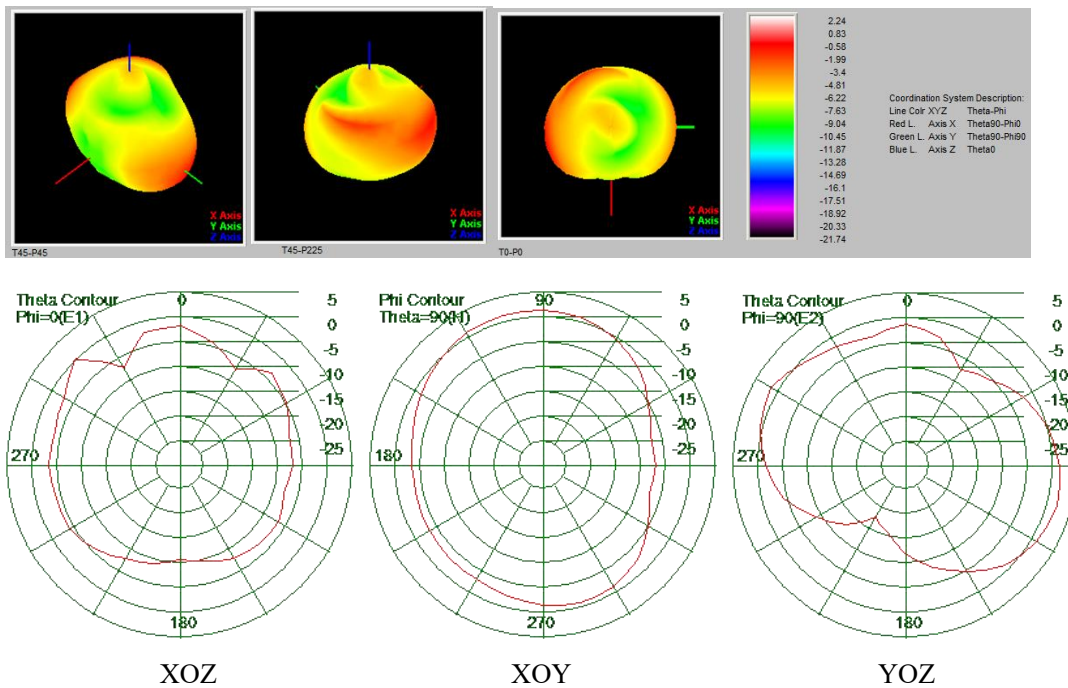 X Axis
Y Axis
Z Axis
T45-P45
X Axis
Y Axis
Z Axis
T45-P225
X Axis
Y Axis
Z Axis
T0-P0
2.24
0.83
-0.58
-1.99
-3.4
-4.81
-6.22
-7.63
-9.04
-10.45
-11.87
-13.28
-14.69
-16.1
-17.51
-18.92
-20.33
-21.74
Coordination System Description:
Line Colr XYZ Theta-Phi
Red L. Axis X Theta90-Phi0
Green L. Axis Y Theta90-Phi90
Blue L. Axis Z Theta0
Theta Contour
Phi=0(E1)
0
5
0
-5
-10
-15
-20
-25
270
180
XOZ
Phi Contour
Theta=90(H)
90
5
0
-5
-10
-15
-20
-25
180
270
XOY
Theta Contour
Phi=90(E2)
0
5
0
-5
-10
-15
-20
-25
270
180
YOZ